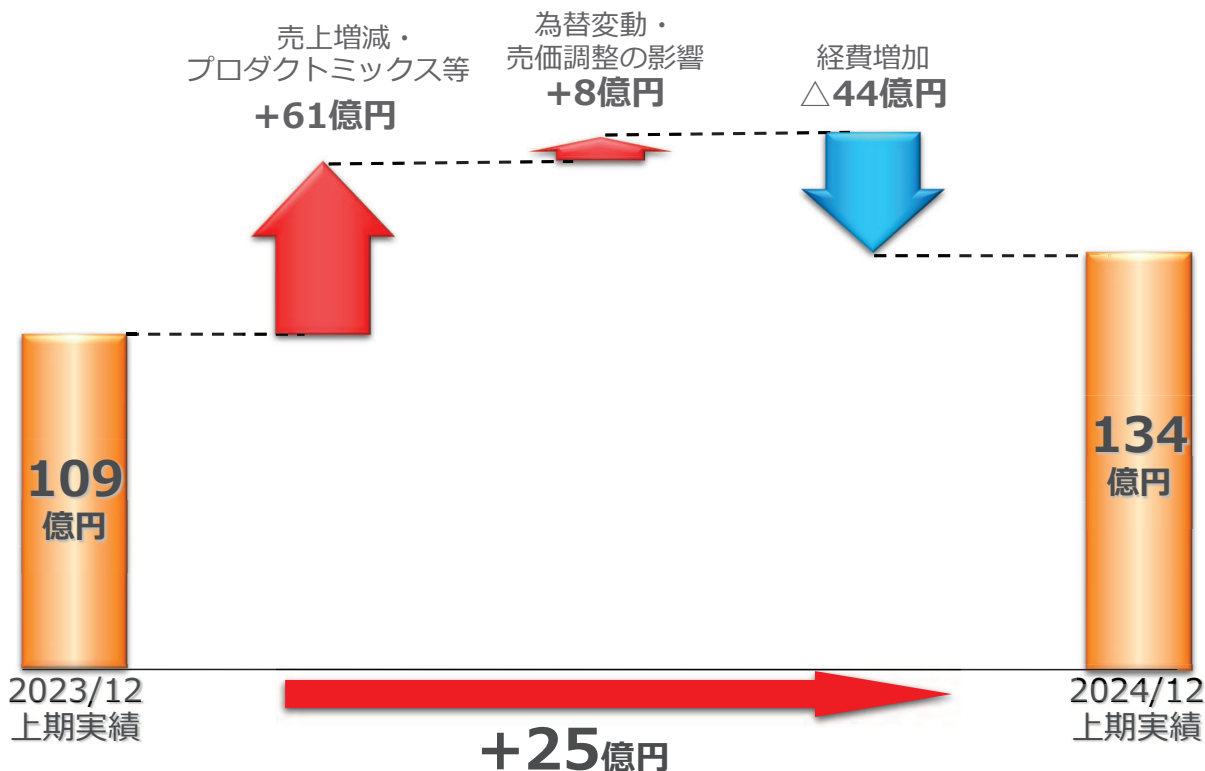 売上増減・
プロダクトミックス等
+61億円
為替変動・
売価調整の影響
+8億円
経費増加
△44億円
109
億円
134
億円
2023/12
上期実績
2024/12
上期実績
+25億円